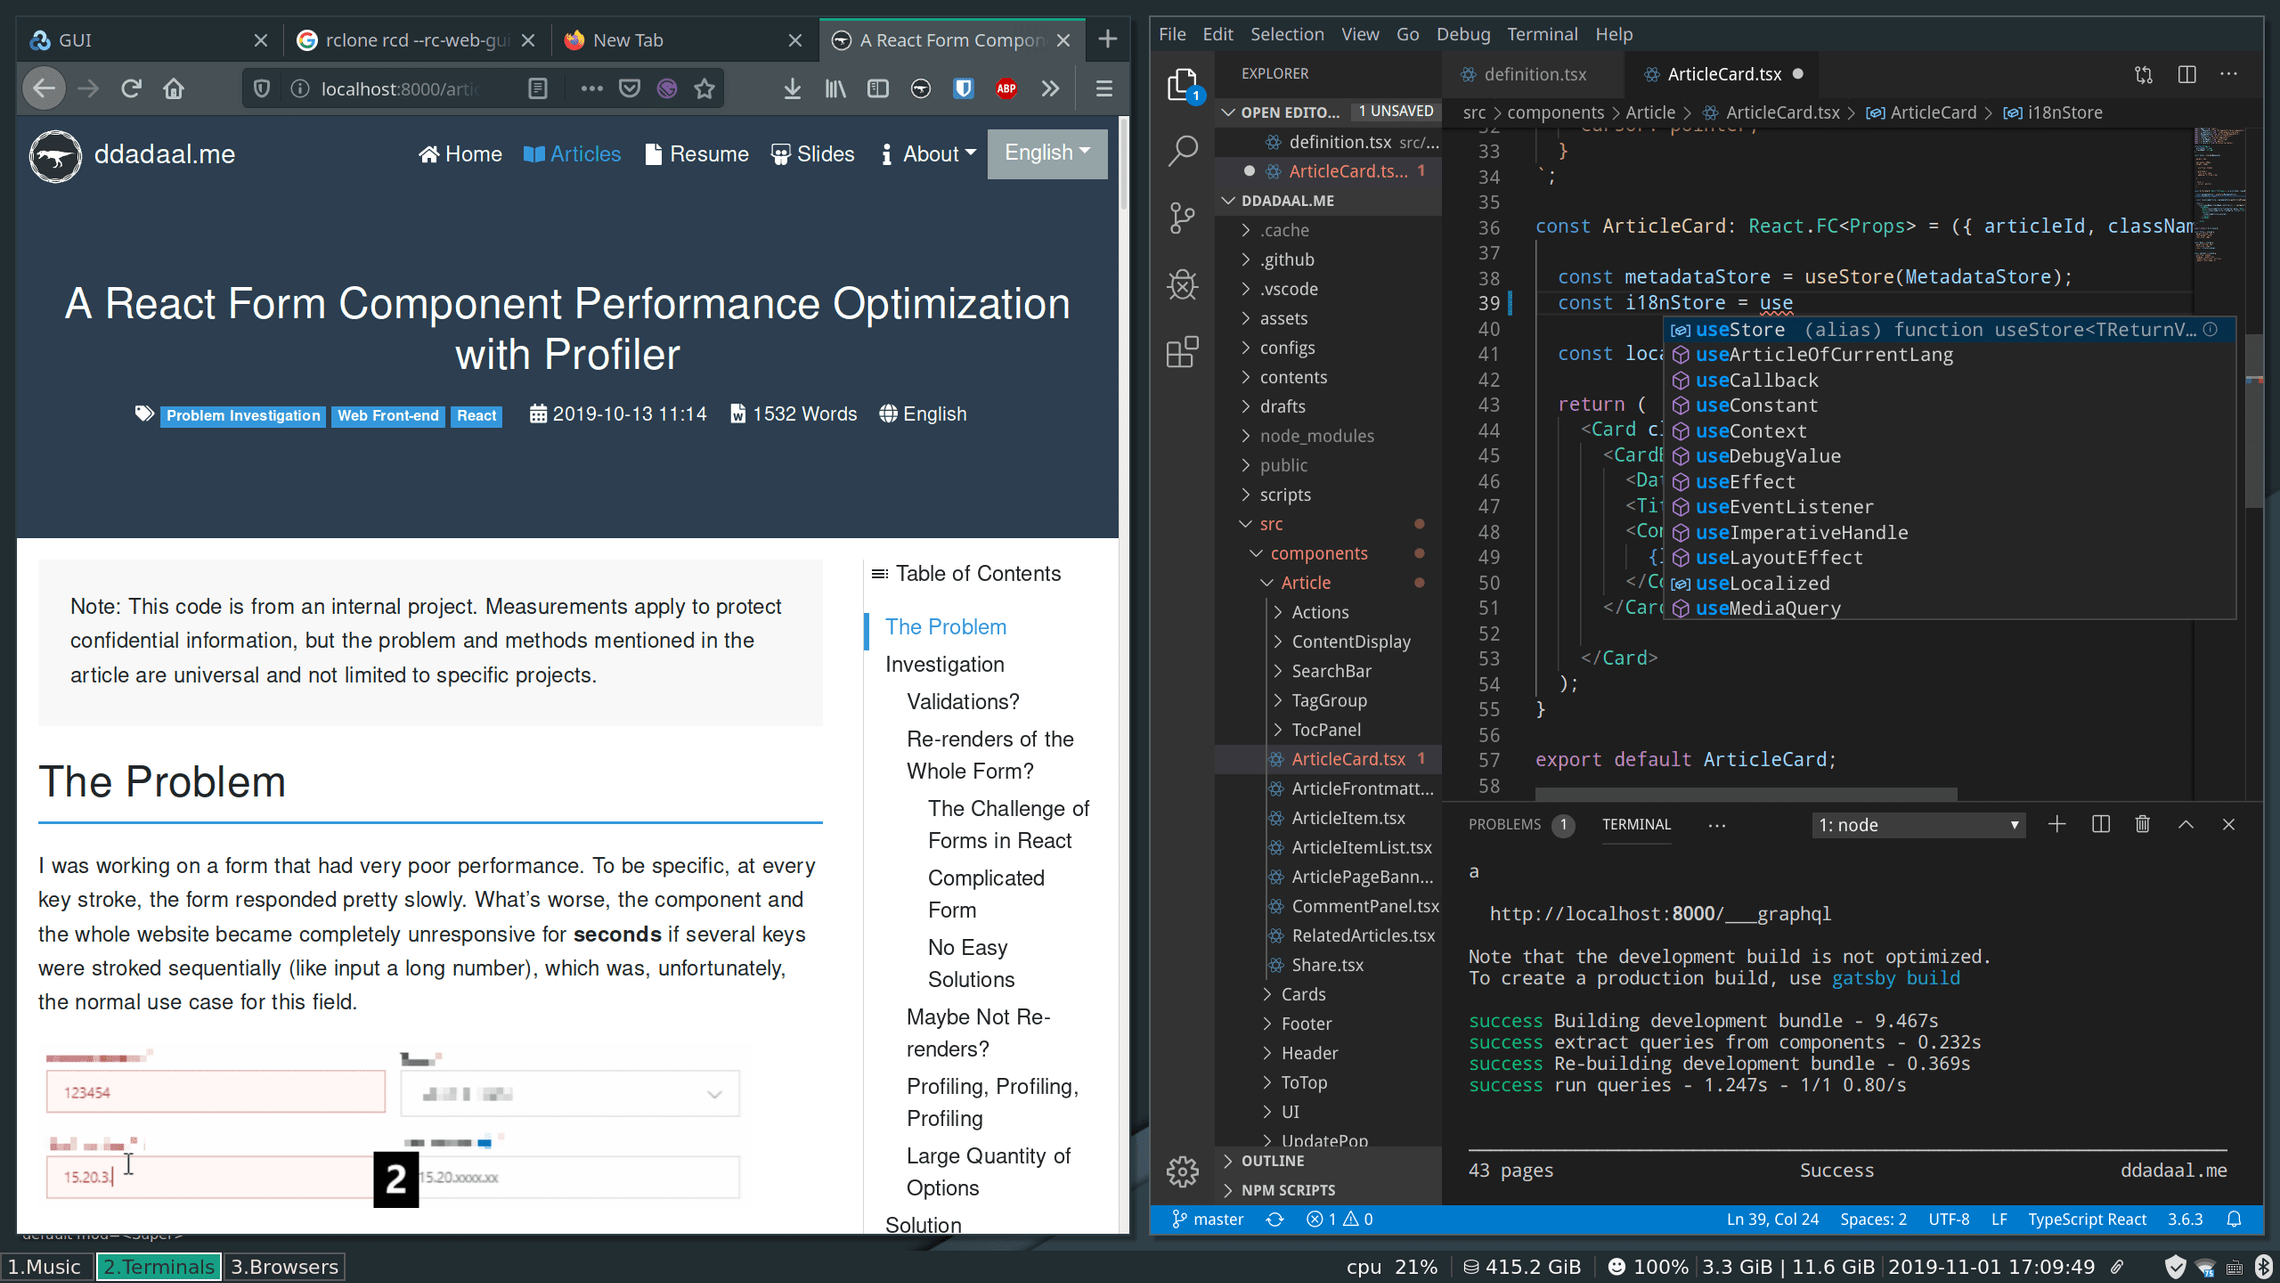 GUI
rclone rcd --rc-web-gui
New Tab
A React Form Compon
localhost:8000/artic
ABP
ddadaal.me
Home
Articles
Resume
Slides
About
English
A React Form Component Performance Optimization
with Profiler
Problem Investigation
Web Front-end
React
2019-10-13 11:14
1532 Words
English
Note: This code is from an internal project. Measurements apply to protect
confidential information, but the problem and methods mentioned in the
article are universal and not limited to specific projects.
The Problem
I was working on a form that had very poor performance. To be specific, at every
key stroke, the form responded pretty slowly. What's worse, the component and
the whole website became completely unresponsive for seconds if several keys
were stroked sequentially (like input a long number), which was, unfortunately,
the normal use case for this field.
123454
15.20.3.
2
15.20.xxxx.xx
Table of Contents
The Problem
Investigation
Validations?
Re-renders of the
Whole Form?
The Challenge of
Forms in React
Complicated
Form
No Easy
Solutions
Maybe Not Re-
renders?
Profiling, Profiling,
Profiling
Large Quantity of
Options
Solution
File Edit Selection View Go Debug Terminal Help
1
EXPLORER
OPEN EDITO... 1 UNSAVED
definition.tsx src/...
ArticleCard.ts... 1
DDADAAL.ME
.cache
.github
.vscode
assets
configs
contents
drafts
node_modules
public
scripts
src
components
Article
Actions
ContentDisplay
SearchBar
TagGroup
TocPanel
ArticleCard.tsx 1
ArticleFrontmatt...
ArticleItem.tsx
ArticleItemList.tsx
ArticlePageBann...
CommentPanel.tsx
RelatedArticles.tsx
Share.tsx
Cards
Footer
Header
ToTop
UI
UpdatePop
OUTLINE
NPM SCRIPTS
definition.tsx
ArticleCard.tsx
src > components > Article > ArticleCard.tsx > ArticleCard > i18nStore
32 cursor: pointer;
33 }
34 `;
35
36 const ArticleCard: React.FC<Props> = ({ articleId, classNam
37
38 const metadataStore = useStore(MetadataStore);
39 const i18nStore = use
40
41 const loca
42
43 return (
44 <Card cl
45 <CardB
46 <Dat
47 <Tit
48 <Con
49 {l
50 </Co
51 </Card
52
53 </Card>
54 );
55 }
56
57 export default ArticleCard;
58
useStore (alias) function useStore<TReturnV...
useArticleOfCurrentLang
useCallback
useConstant
useContext
useDebugValue
useEffect
useEventListener
useImperativeHandle
useLayoutEffect
useLocalized
useMediaQuery
PROBLEMS 1 TERMINAL ··· 1: node
a
http://localhost:8000/___graphql
Note that the development build is not optimized.
To create a production build, use gatsby build
success Building development bundle - 9.467s
success extract queries from components - 0.232s
success Re-building development bundle - 0.369s
success run queries - 1.247s - 1/1 0.80/s
43 pages Success ddadaal.me
master 1 0 Ln 39, Col 24 Spaces: 2 UTF-8 LF TypeScript React 3.6.3
default mod=<Super>
1.Music 2.Terminals 3.Browsers
cpu 21% 415.2 GiB 100% 3.3 GiB | 11.6 GiB 2019-11-01 17:09:49